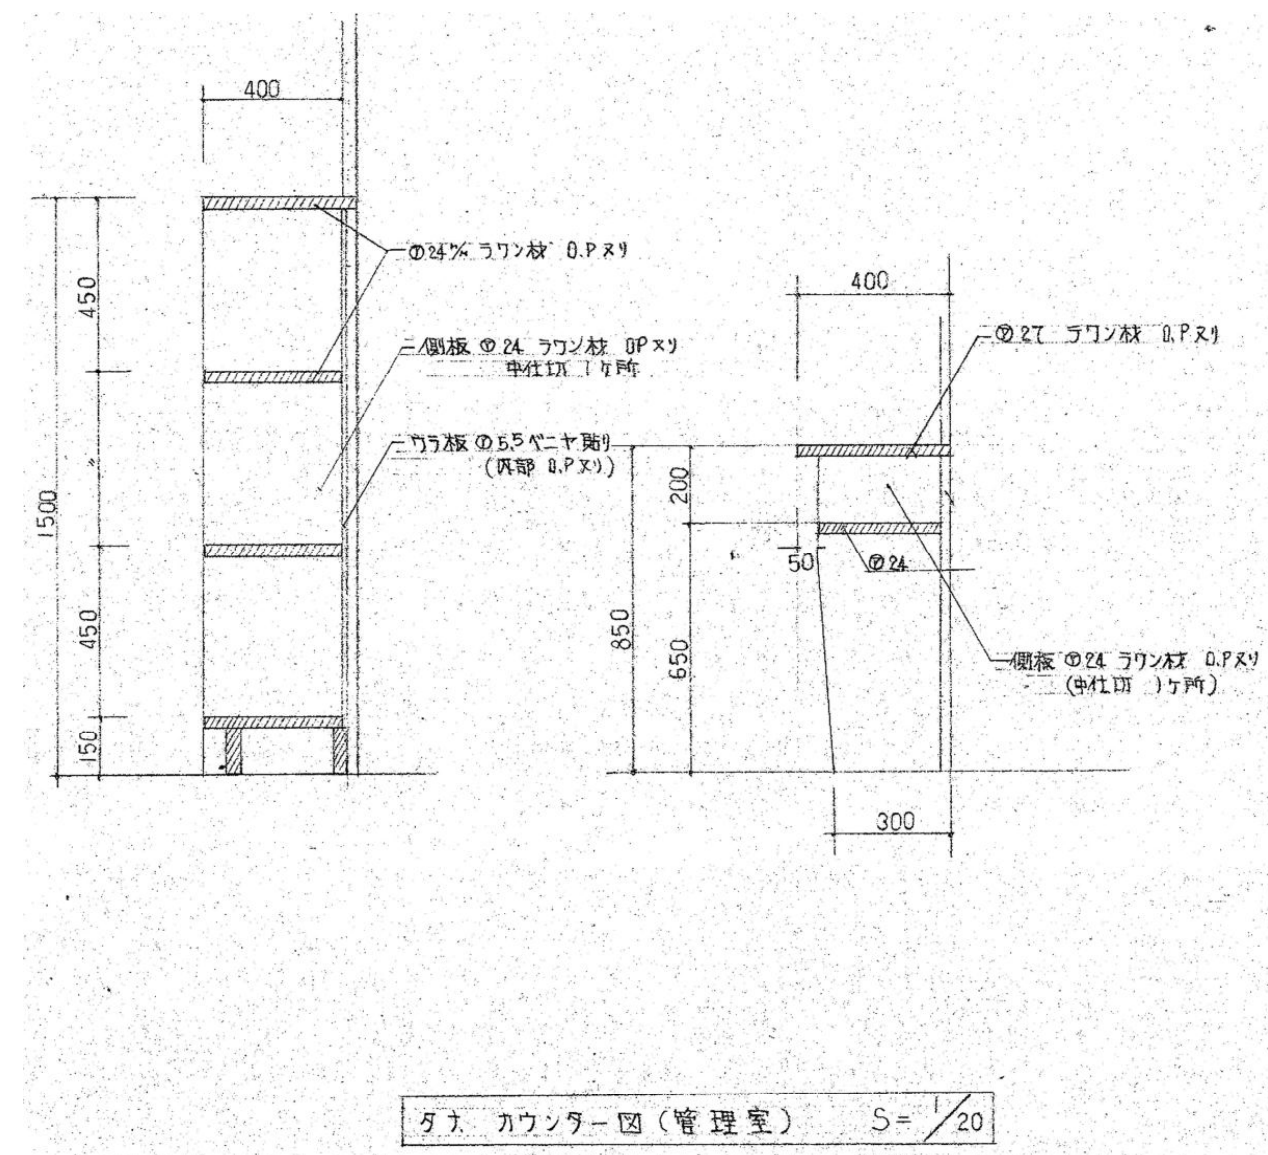 400
⑦24㎜ ラワン材 O.Pヌリ
450
側板 ⑦24 ラワン材 OPヌリ
中仕切 1ヶ所
ウラ板 ⑦5.5ベニヤ貼り
(内部 O.Pヌリ)
〃
1500
450
150
400
⑦27 ラワン材 O.Pヌリ
200
50
⑦24
850
650
側板 ⑦24 ラワン材 O.Pヌリ
(中仕切 1ヶ所)
300
タナ カウンター図(管理室) S=1/20